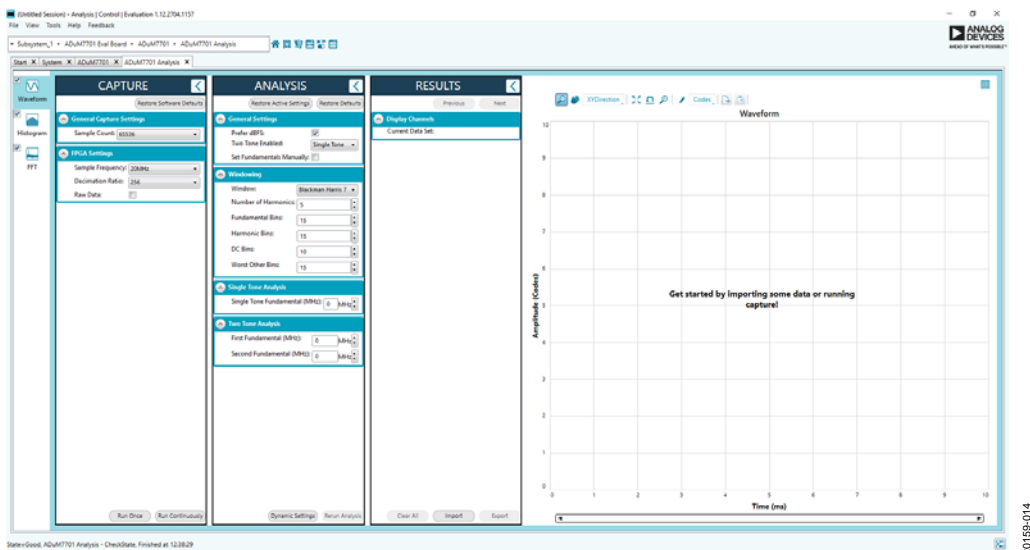 (Untitled Session) - Analysis | Control | Evaluation 1.12.2704.1157
File View Tools Help Feedback
Subsystem_1 ADuM7701 Eval Board ADuM7701 ADuM7701 Analysis
ANALOG
DEVICES
AHEAD OF WHAT'S POSSIBLE™
Start X System X ADuM7701 X ADuM7701 Analysis X
Waveform
Histogram
FFT
CAPTURE
Restore Software Defaults
General Capture Settings
Sample Count: 65536
FPGA Settings
Sample Frequency: 20MHz
Decimation Ratio: 256
Raw Data:
Run Once Run Continuously
ANALYSIS
Restore Active Settings Restore Defaults
General Settings
Prefer dBFS:
Two Tone Enabled: Single Tone
Set Fundamentals Manually:
Windowing
Window: Blackman Harris 7
Number of Harmonics: 5
Fundamental Bins: 15
Harmonic Bins: 15
DC Bins: 10
Worst Other Bins: 15
Single Tone Analysis
Single Tone Fundamental (MHz): 0 MHz
Two Tone Analysis
First Fundamental (MHz): 0 MHz
Second Fundamental (MHz): 0 MHz
Dynamic Settings Rerun Analysis
RESULTS
Previous Next
Display Channels
Current Data Set:
Clear All Import Export
XYDirection Codes
Waveform
Amplitude (Codes)
10
9
8
7
6
5
4
3
2
1
0
Get started by importing some data or running
capture!
0 1 2 3 4 5 6 7 8 9 10
Time (ms)
State=Good, ADuM7701 Analysis - CheckState, Finished at 12:38:29
0159-014